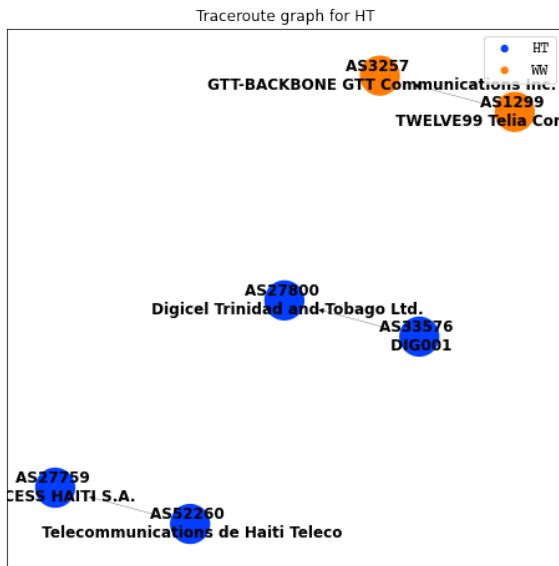 Traceroute graph for HT
HT
WW
AS3257
GTT-BACKBONE GTT Communications Inc.
AS1299
TWELVE99 Telia Cor
AS27800
Digicel Trinidad and Tobago Ltd.
AS33576
DIG001
AS27759
CESS HAITI S.A.
AS52260
Telecommunications de Haiti Teleco